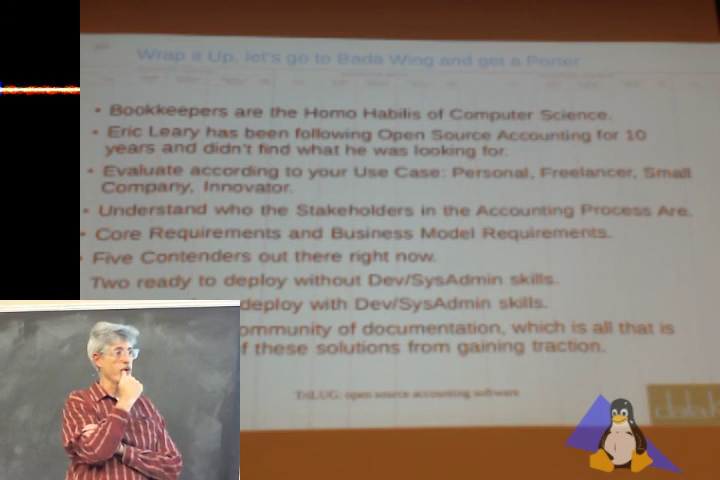 Wrap it Up, let's go to Bada Wing and get a Porter
• Bookkeepers are the Homo Habilis of Computer Science.
• Eric Leary has been following Open Source Accounting for 10
years and didn't find what he was looking for.
• Evaluate according to your Use Case: Personal, Freelancer, Small
Company, Innovator.
• Understand who the Stakeholders in the Accounting Process Are.
• Core Requirements and Business Model Requirements.
• Five Contenders out there right now.
Two ready to deploy without Dev/SysAdmin skills.
deploy with Dev/SysAdmin skills.
ommunity of documentation, which is all that is
f these solutions from gaining traction.
TriLUG: open source accounting software